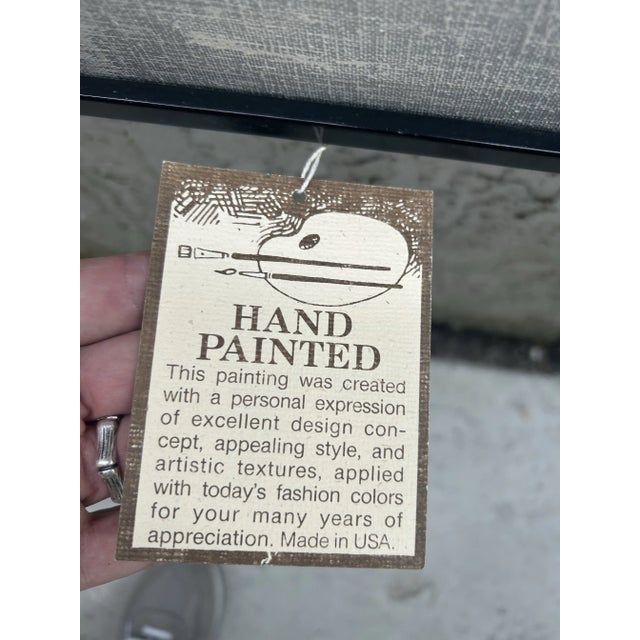 HAND
PAINTED
This painting was created
with a personal expression
of excellent design con-
cept, appealing style, and
artistic textures, applied
with today's fashion colors
for your many years of
appreciation. Made in USA.